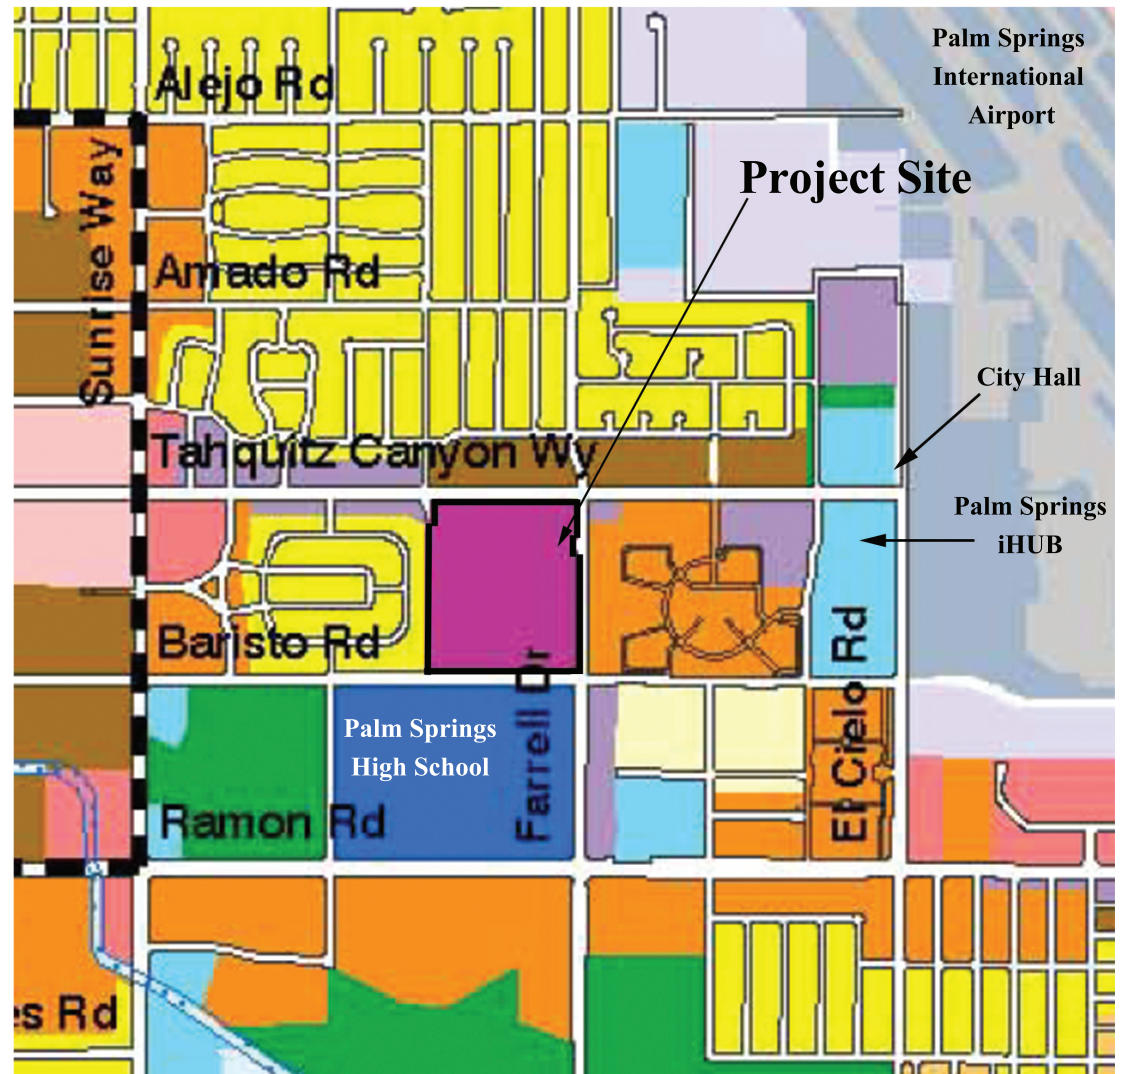 Palm Springs
International
Airport
Alejo Rd
Project Site
Sunrise Way
Amado Rd
City Hall
Tahquitz Canyon Wy
Palm Springs
iHUB
Baristo Rd
Farrell Dr
El Cielo Rd
Palm Springs
High School
Ramon Rd
es Rd